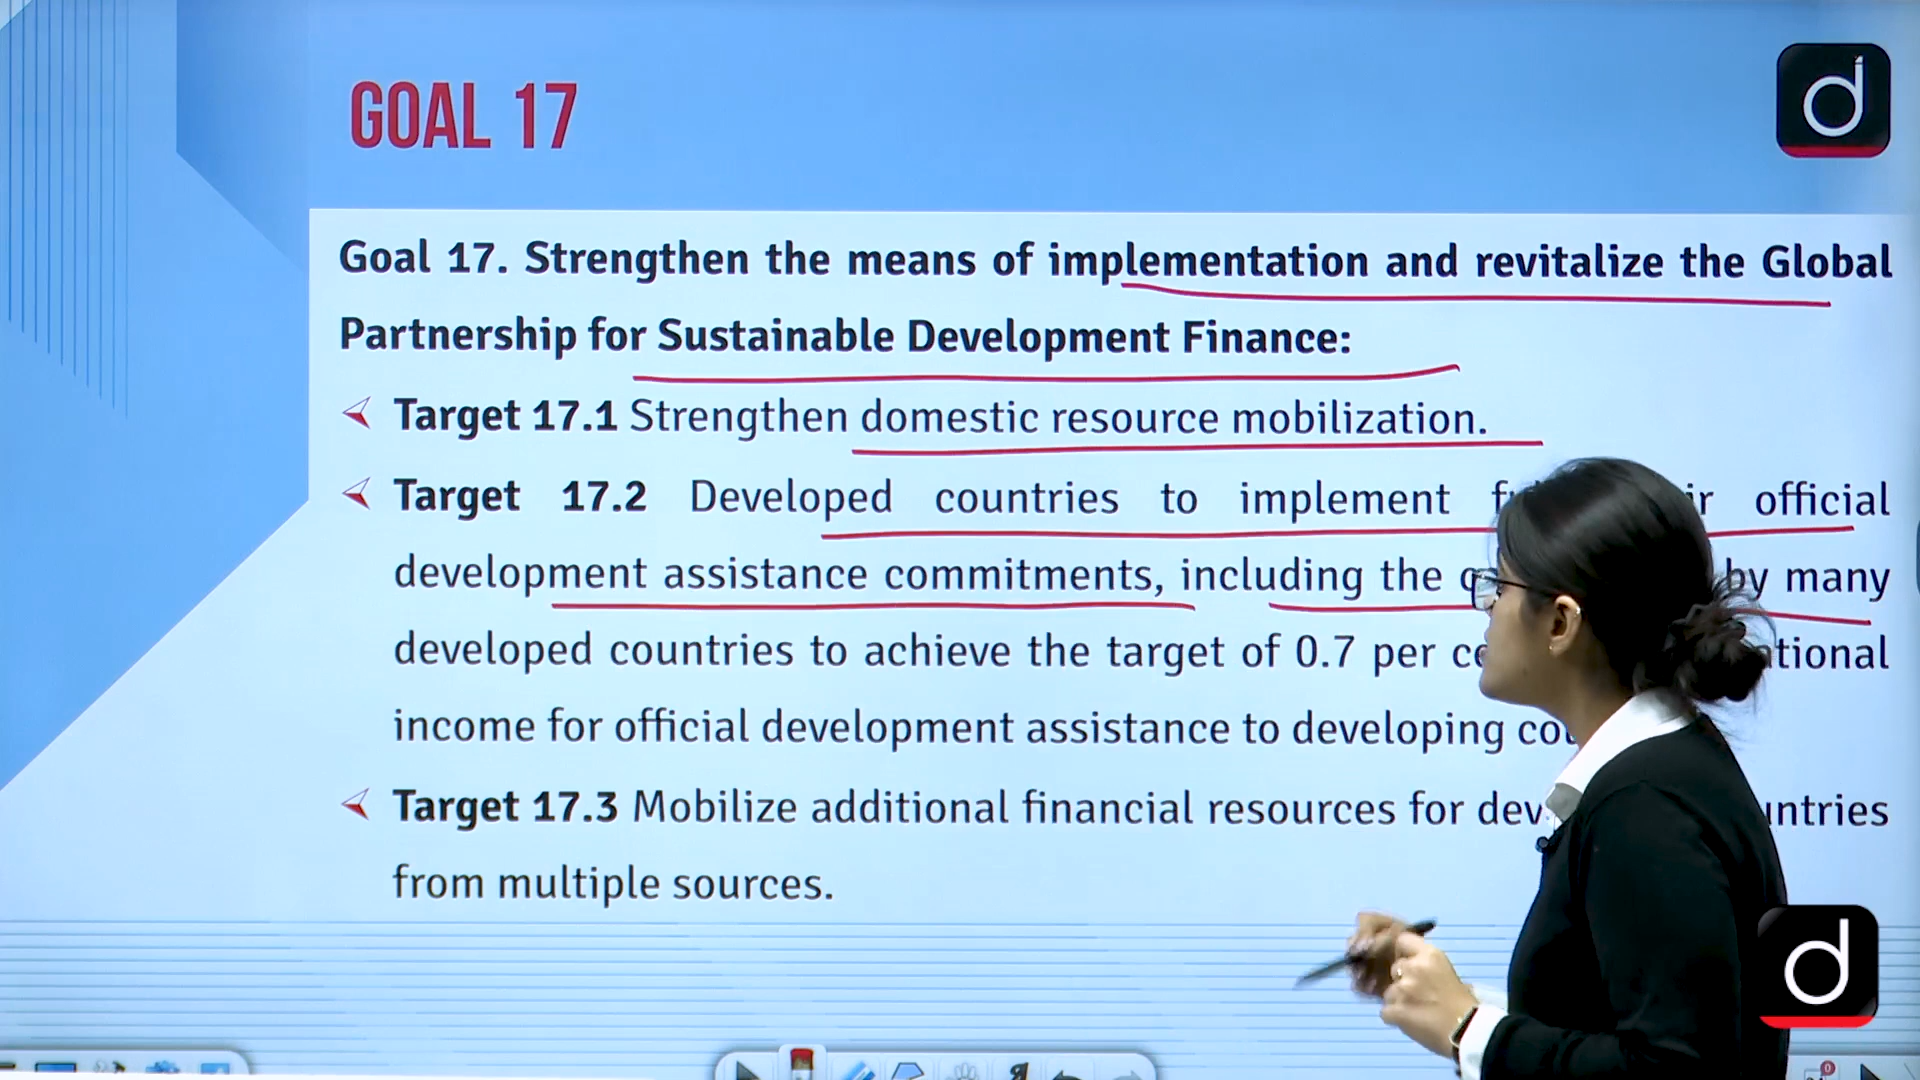 GOAL 17
Goal 17. Strengthen the means of implementation and revitalize the Global
Partnership for Sustainable Development Finance:
Target 17.1 Strengthen domestic resource mobilization.
Target 17.2 Developed countries to implement official
development assistance commitments, including the by many
developed countries to achieve the target of 0.7 per
income for official development assistance to developing
Target 17.3 Mobilize additional financial resources for
from multiple sources.